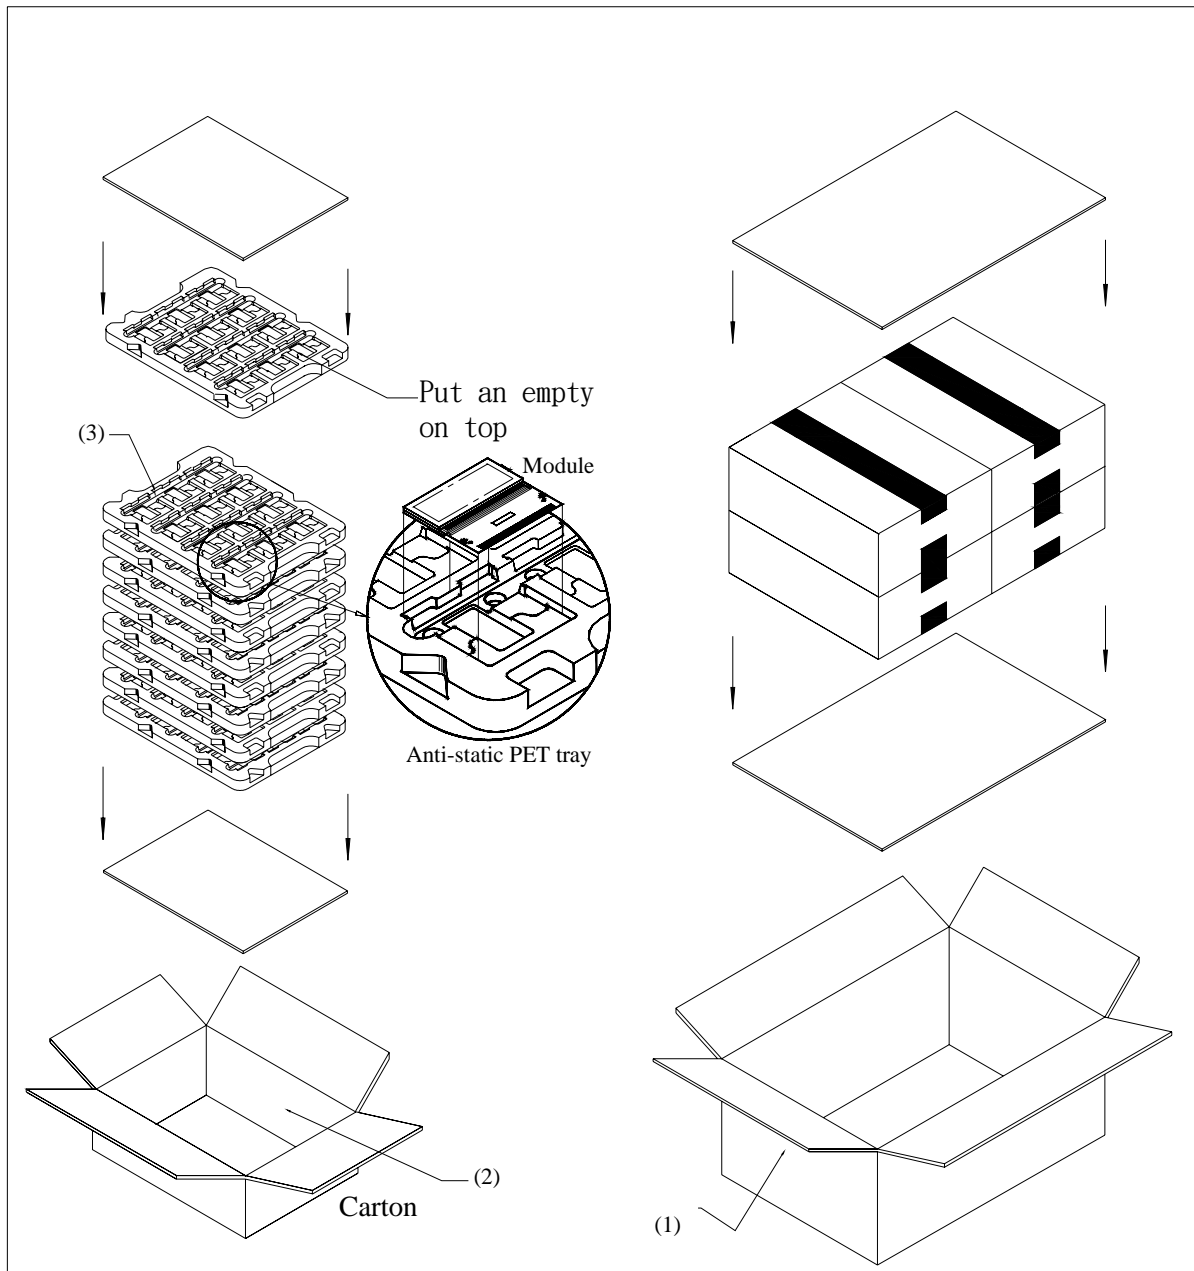 Put an empty
on top
(3)
Module
Anti-static PET tray
(2)
Carton
(1)